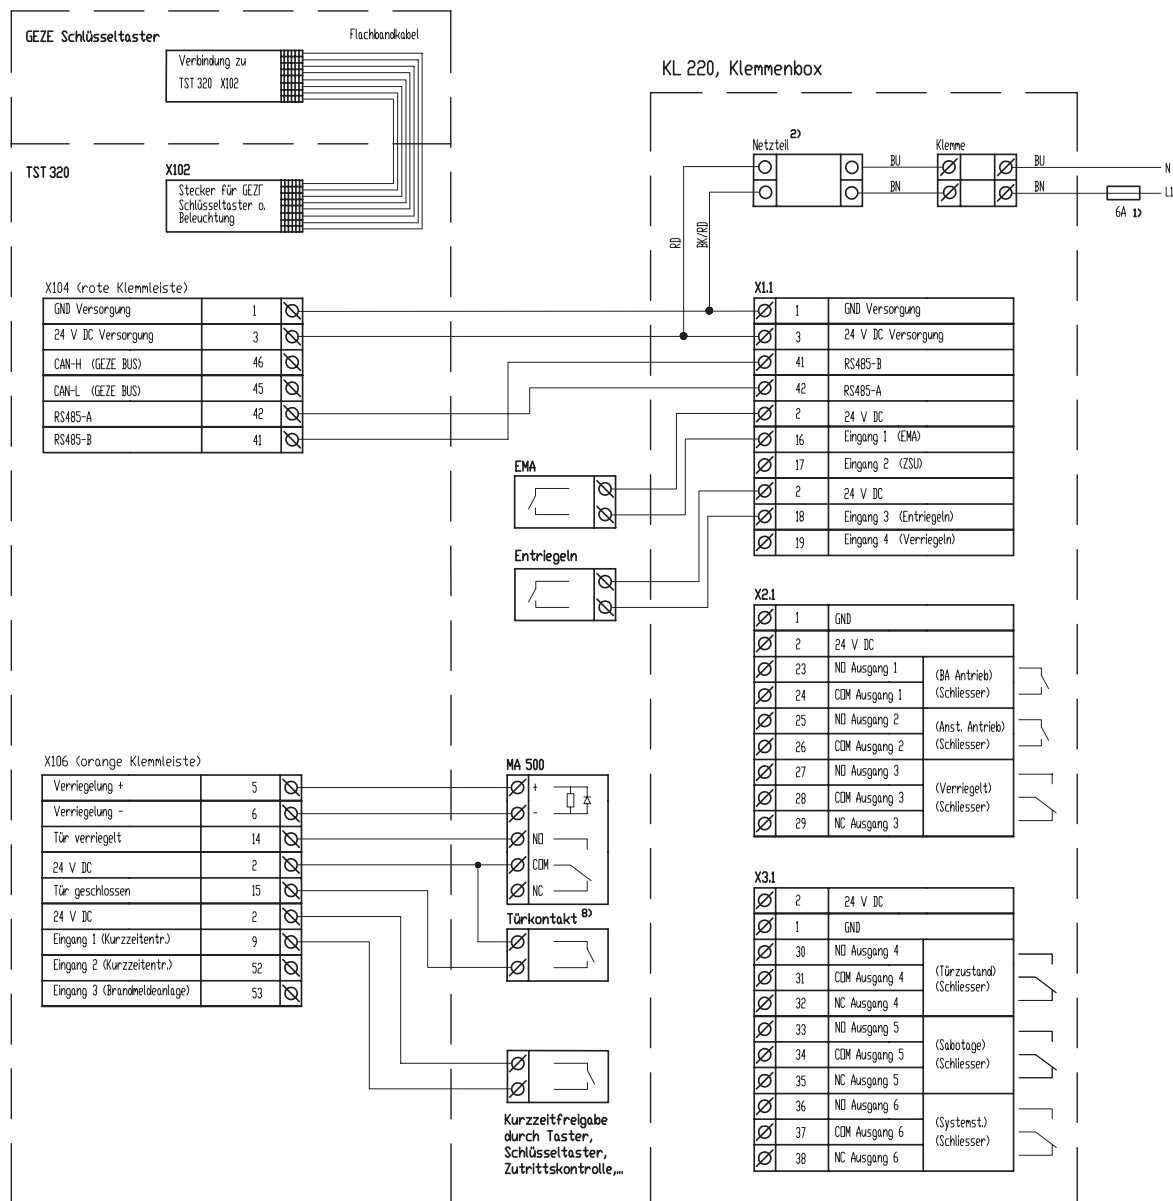 GEZE Schlüsseltaster
Flachbandkabel
Verbindung zu
TST 320 X102
TST 320
X102
Stecker für GEZE
Schlüsseltaster o.
Beleuchtung
KL 220, Klemmenbox
Netzteil 2)
Klemme
BU
BU
N
BN
BN
L1
6A 1)
RD
BK/RD
X104 (rote Klemmleiste)
GND Versorgung 1
24 V DC Versorgung 3
CAN-H (GEZE BUS) 46
CAN-L (GEZE BUS) 45
RS485-A 42
RS485-B 41
X1.1
1 GND Versorgung
3 24 V DC Versorgung
41 RS485-B
42 RS485-A
2 24 V DC
16 Eingang 1 (EMA)
17 Eingang 2 (ZSU)
2 24 V DC
18 Eingang 3 (Entriegeln)
19 Eingang 4 (Verriegeln)
EMA
Entriegeln
X2.1
1 GND
2 24 V DC
23 NO Ausgang 1
24 COM Ausgang 1
(BA Antrieb)
(Schliesser)
25 NO Ausgang 2
26 COM Ausgang 2
(Anst. Antrieb)
(Schliesser)
27 NO Ausgang 3
28 COM Ausgang 3
29 NC Ausgang 3
(Verriegelt)
(Schliesser)
X106 (orange Klemmleiste)
Verriegelung + 5
Verriegelung - 6
Tür verriegelt 14
24 V DC 2
Tür geschlossen 15
24 V DC 2
Eingang 1 (Kurzzeitentr.) 9
Eingang 2 (Kurzzeitentr.) 52
Eingang 3 (Brandmeldeanlage) 53
MA 500
+
-
NO
COM
NC
Türkontakt 8)
Kurzzeitfreigabe
durch Taster,
Schlüsseltaster,
Zutrittskontrolle,...
X3.1
2 24 V DC
1 GND
30 NO Ausgang 4
31 COM Ausgang 4
32 NC Ausgang 4
(Türzustand)
(Schliesser)
33 NO Ausgang 5
34 COM Ausgang 5
35 NC Ausgang 5
(Sabotage)
(Schliesser)
36 NO Ausgang 6
37 COM Ausgang 6
38 NC Ausgang 6
(Systemst.)
(Schliesser)